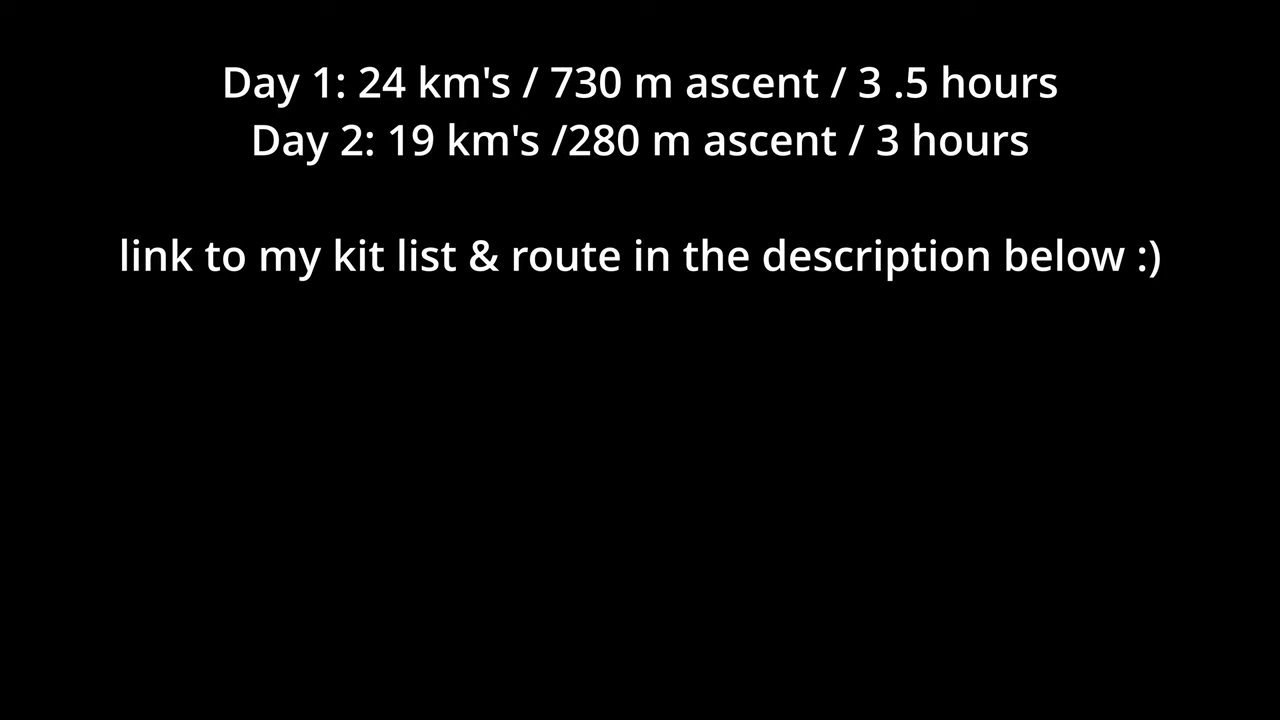 Day 1: 24 km's / 730 m ascent / 3 .5 hours
Day 2: 19 km's /280 m ascent / 3 hours
link to my kit list & route in the description below :)